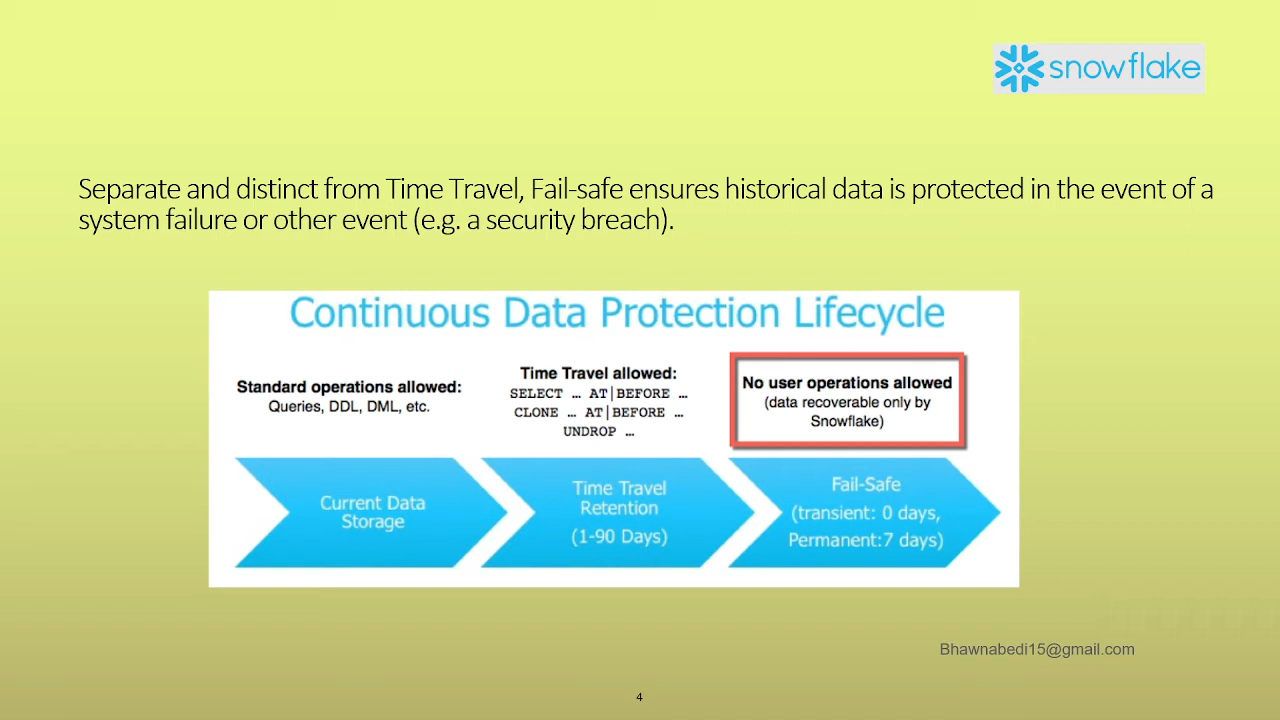 snowflake
Separate and distinct from Time Travel, Fail-safe ensures historical data is protected in the event of a
system failure or other event (e.g. a security breach).
Continuous Data Protection Lifecycle
Standard operations allowed:
Queries, DDL, DML, etc.
Time Travel allowed:
SELECT … AT|BEFORE …
CLONE … AT|BEFORE …
UNDROP …
No user operations allowed
(data recoverable only by
Snowflake)
Current Data
Storage
Time Travel
Retention
(1-90 Days)
Fail-Safe
(transient: 0 days,
Permanent:7 days)
Bhawnabedi15@gmail.com
4